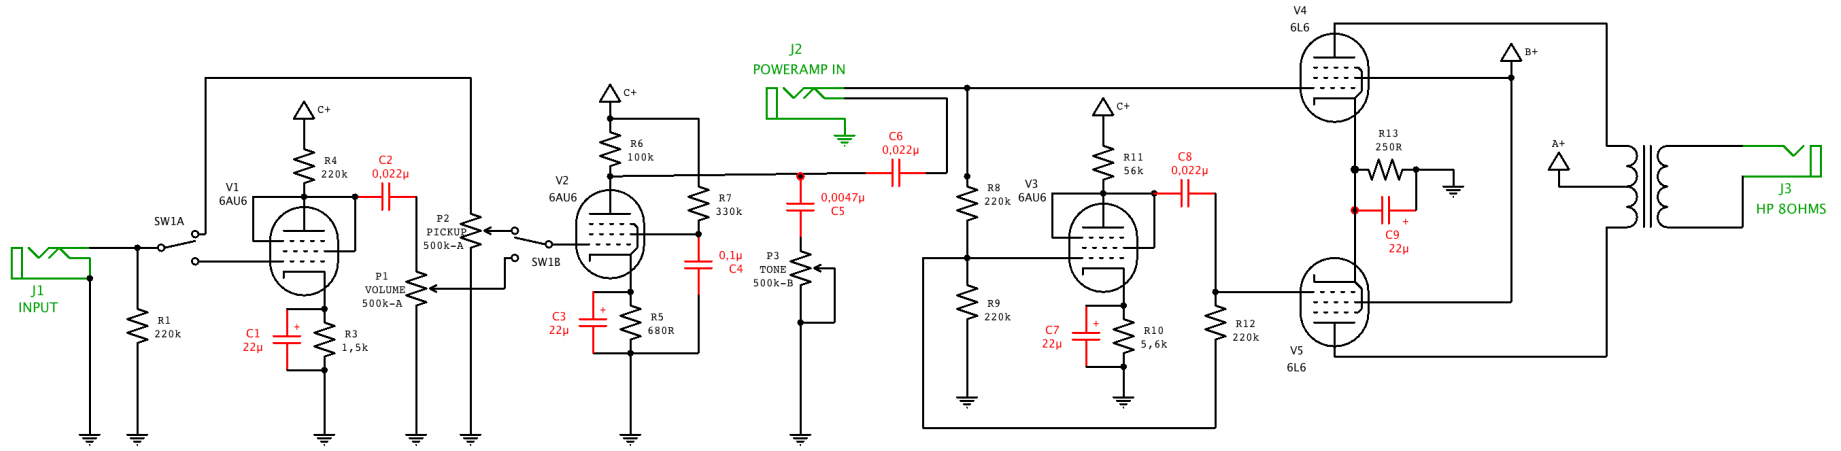 J1
INPUT
R1
220k
SW1A
V1
6AU6
C+
R4
220k
C2
0,022µ
C1
22µ
+
R3
1,5k
P1
VOLUME
500k-A
P2
PICKUP
500k-A
SW1B
V2
6AU6
C+
R6
100k
R7
330k
0,1µ
C4
C3
22µ
+
R5
680R
J2
POWERAMP IN
C6
0,022µ
0,0047µ
C5
P3
TONE
500k-B
R8
220k
R9
220k
V3
6AU6
C+
R11
56k
C8
0,022µ
C7
22µ
+
R10
5,6k
R12
220k
V4
6L6
B+
R13
250R
C9
22µ
+
V5
6L6
A+
J3
HP 8OHMS